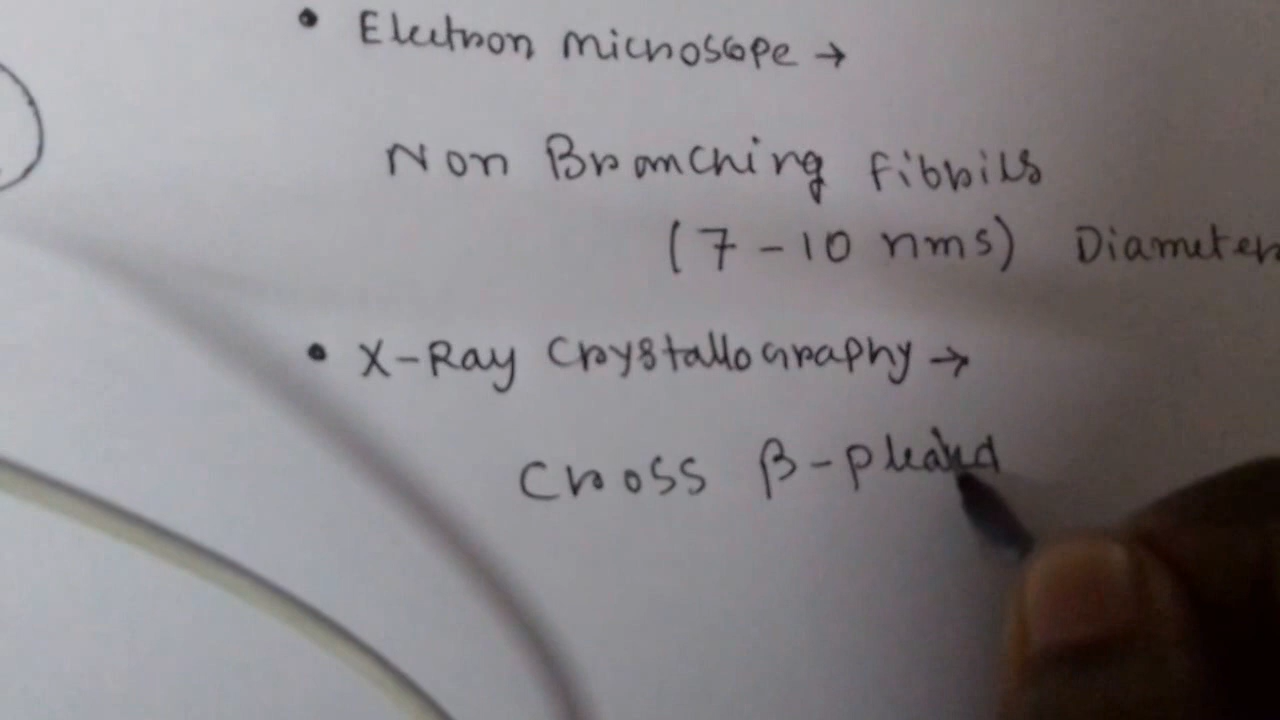 • Electron microscope →
Non Branching Fibrils
(7-10 nms) Diameter
• X-Ray Crystallography →
Cross β-pleated